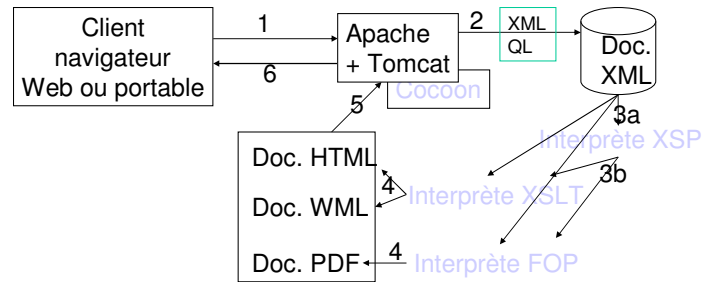 Client
navigateur
Web ou portable
1
6
Apache
+ Tomcat
Cocoon
2
XML
QL
Doc.
XML
3a
Interprète XSP
3b
5
Doc. HTML
Doc. WML
Doc. PDF
4
Interprète XSLT
4
Interprète FOP